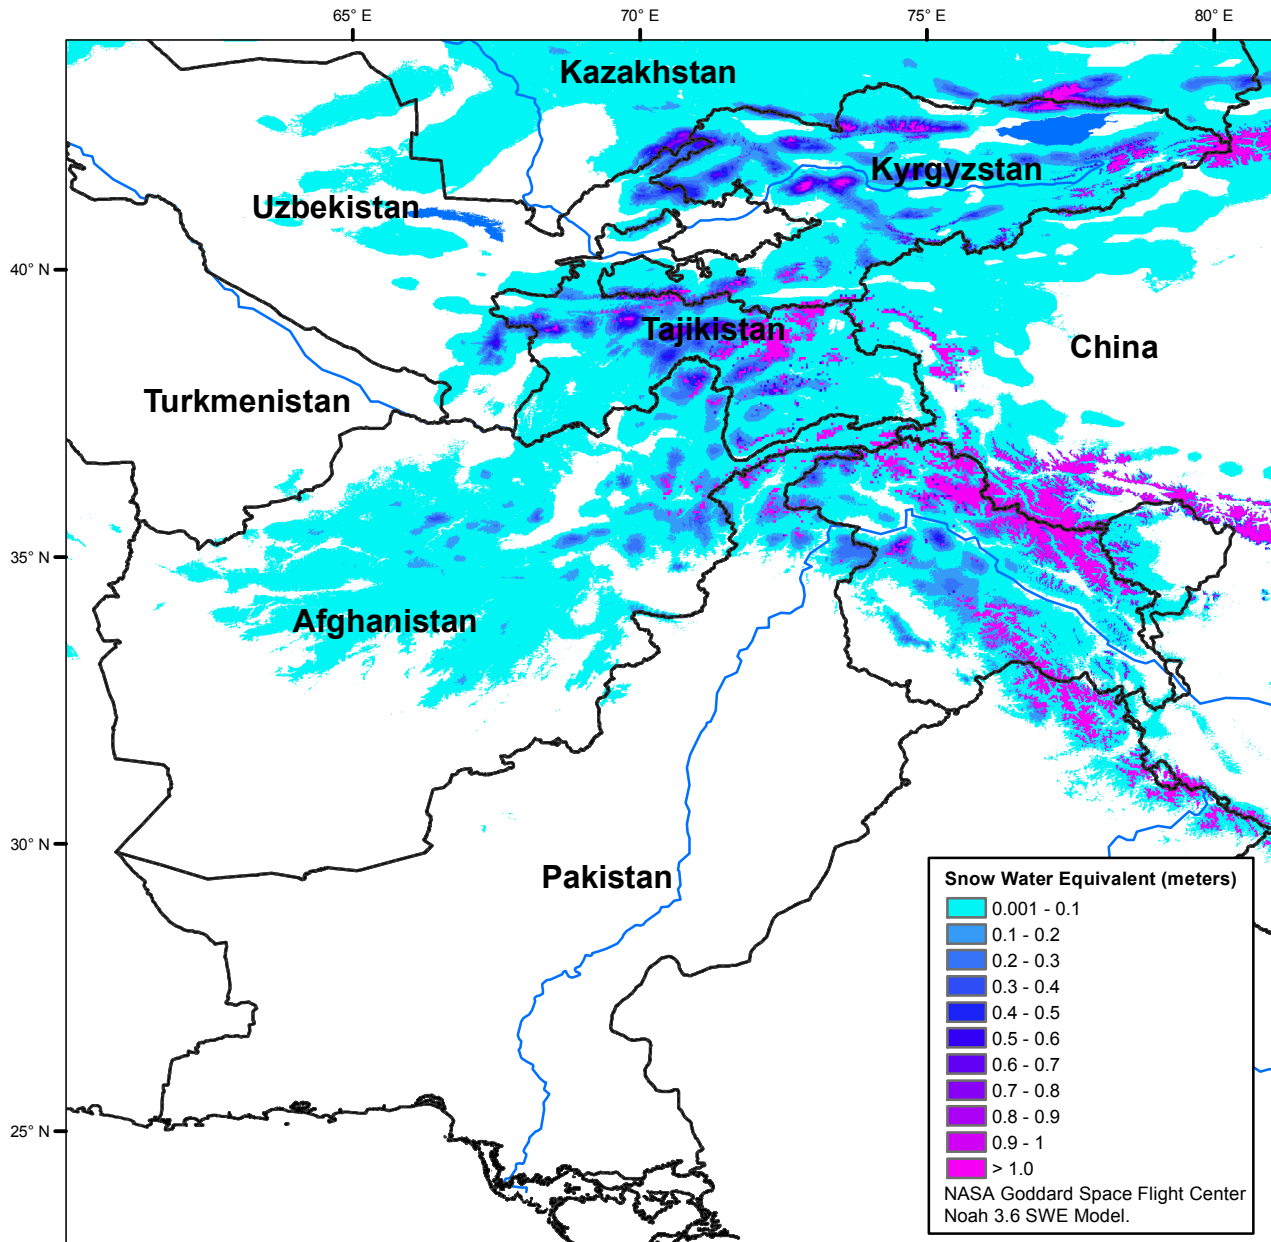 65° E
70° E
75° E
80° E
Kazakhstan
Kyrgyzstan
Uzbekistan
40° N
Tajikistan
China
Turkmenistan
35° N
Afghanistan
30° N
Pakistan
25° N
Snow Water Equivalent (meters)
0.001 - 0.1
0.1 - 0.2
0.2 - 0.3
0.3 - 0.4
0.4 - 0.5
0.5 - 0.6
0.6 - 0.7
0.7 - 0.8
0.8 - 0.9
0.9 - 1
> 1.0
NASA Goddard Space Flight Center
Noah 3.6 SWE Model.